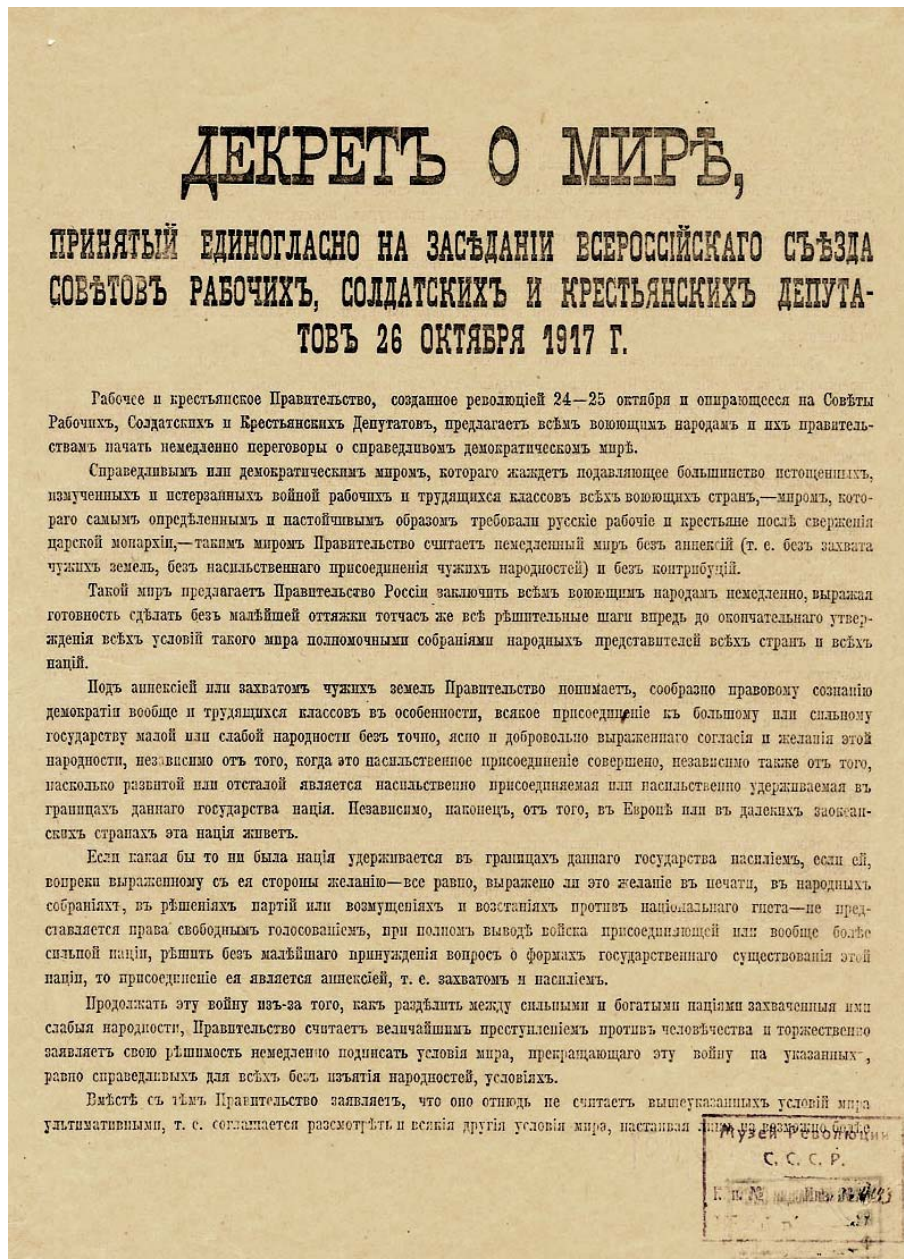 ДЕКРЕТЪ О МИРѢ,
ПРИНЯТЫЙ ЕДИНОГЛАСНО НА ЗАСѢДАНІИ ВСЕРОССІЙСКАГО СЪѢЗДА
СОВѢТОВЪ РАБОЧИХЪ, СОЛДАТСКИХЪ И КРЕСТЬЯНСКИХЪ ДЕПУТА-
ТОВЪ 26 ОКТЯБРЯ 1917 Г.
Рабочее и крестьянское Правительство, созданное революціей 24—25 октября и опирающееся на Совѣты
Рабочихъ, Солдатскихъ и Крестьянскихъ Депутатовъ, предлагаетъ всѣмъ воюющимъ народамъ и ихъ правитель-
ствамъ начать немедленно переговоры о справедливомъ демократическомъ мирѣ.
Справедливымъ или демократическимъ миромъ, котораго жаждетъ подавляющее большинство истощенныхъ,
измученныхъ и истерзанныхъ войной рабочихъ и трудящихся классовъ всѣхъ воюющихъ странъ,—миромъ, кото-
раго самымъ опредѣленнымъ и настойчивымъ образомъ требовали русскіе рабочіе и крестьяне послѣ сверженія
царской монархіи,—такимъ миромъ Правительство считаетъ немедленный миръ безъ аннексій (т. е. безъ захвата
чужихъ земель, безъ насильственнаго присоединенія чужихъ народностей) и безъ контрибуцій.
Такой миръ предлагаетъ Правительство Россіи заключить всѣмъ воюющимъ народамъ немедленно, выражая
готовность сдѣлать безъ малѣйшей оттяжки тотчасъ же всѣ рѣшительные шаги впредь до окончательнаго утвер-
жденія всѣхъ условій такого мира полномочными собраніями народныхъ представителей всѣхъ странъ и всѣхъ
націй.
Подъ аннексіей или захватомъ чужихъ земель Правительство понимаетъ, сообразно правовому сознанію
демократіи вообще и трудящихся классовъ въ особенности, всякое присоединеніе къ большому или сильному
государству малой или слабой народности безъ точно, ясно и добровольно выраженнаго согласія и желанія этой
народности, независимо отъ того, когда это насильственное присоединеніе совершено, независимо также отъ того,
насколько развитой или отсталой является насильственно присоединяемая или насильственно удерживаемая въ
границахъ даннаго государства нація. Независимо, наконецъ, отъ того, въ Европѣ или въ далекихъ заокеан-
скихъ странахъ эта нація живетъ.
Если какая бы то ни была нація удерживается въ границахъ даннаго государства насиліемъ, если ей,
вопреки выраженному съ ея стороны желанію—все равно, выражено ли это желаніе въ печати, въ народныхъ
собраніяхъ, въ рѣшеніяхъ партій или возмущеніяхъ и возстаніяхъ противъ національнаго гнета—не пред-
ставляется права свободнымъ голосованіемъ, при полномъ выводѣ войска присоединяющей или вообще болѣе
сильной націи, рѣшить безъ малѣйшаго принужденія вопросъ о формахъ государственнаго существованія этой
націи, то присоединеніе ея является аннексіей, т. е. захватомъ и насиліемъ.
Продолжать эту войну изъ-за того, какъ раздѣлить между сильными и богатыми націями захваченныя ими
слабыя народности, Правительство считаетъ величайшимъ преступленіемъ противъ человѣчества и торжественно
заявляетъ свою рѣшимость немедленно подписать условія мира, прекращающаго эту войну на указанныхъ,
равно справедливыхъ для всѣхъ безъ изъятія народностей, условіяхъ.
Вмѣстѣ съ тѣмъ Правительство заявляетъ, что оно отнюдь не считаетъ вышеуказанныхъ условій мира
ультимативными, т. е. соглашается разсмотрѣть и всякія другія условія мира, настаивая лишь на возможно болѣе
Музей Революции
С. С. С. Р.